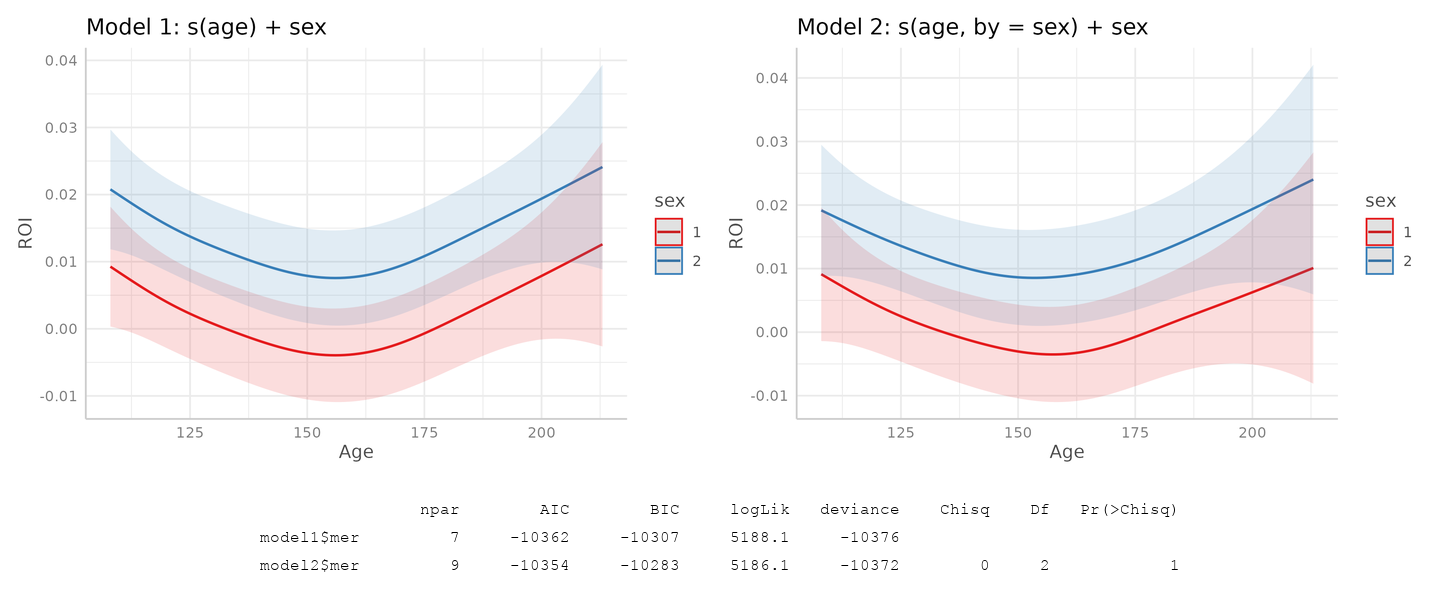 Model 1: s(age) + sex
0.04
0.03
0.02
0.01
0.00
-0.01
ROI
125 150 175 200
Age
sex
1
2
Model 2: s(age, by = sex) + sex
0.04
0.03
0.02
0.01
0.00
-0.01
ROI
125 150 175 200
Age
sex
1
2
npar AIC BIC logLik deviance Chisq Df Pr(>Chisq)
model1$mer 7 -10362 -10307 5188.1 -10376
model2$mer 9 -10354 -10283 5186.1 -10372 0 2 1